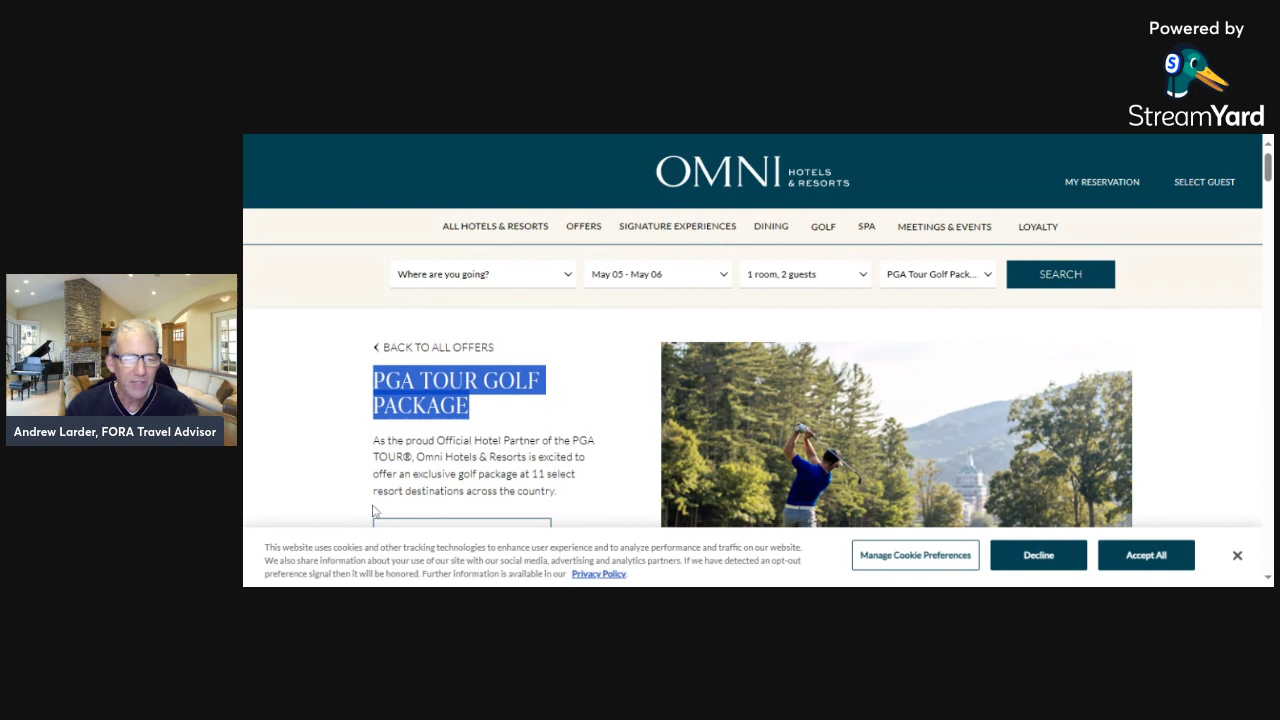 Powered by
S
StreamYard
OMNI HOTELS & RESORTS
MY RESERVATION
SELECT GUEST
ALL HOTELS & RESORTS
OFFERS
SIGNATURE EXPERIENCES
DINING
GOLF
SPA
MEETINGS & EVENTS
LOYALTY
Where are you going?
May 05 - May 06
1 room, 2 guests
PGA Tour Golf Pack...
SEARCH
BACK TO ALL OFFERS
PGA TOUR GOLF
PACKAGE
As the proud Official Hotel Partner of the PGA
TOUR®, Omni Hotels & Resorts is excited to
offer an exclusive golf package at 11 select
resort destinations across the country.
Andrew Larder, FORA Travel Advisor
This website uses cookies and other tracking technologies to enhance user experience and to analyze performance and traffic on our website.
We also share information about your use of our site with our social media, advertising and analytics partners. If we have detected an opt-out
preference signal then it will be honored. Further information is available in our Privacy Policy.
Manage Cookie Preferences
Decline
Accept All